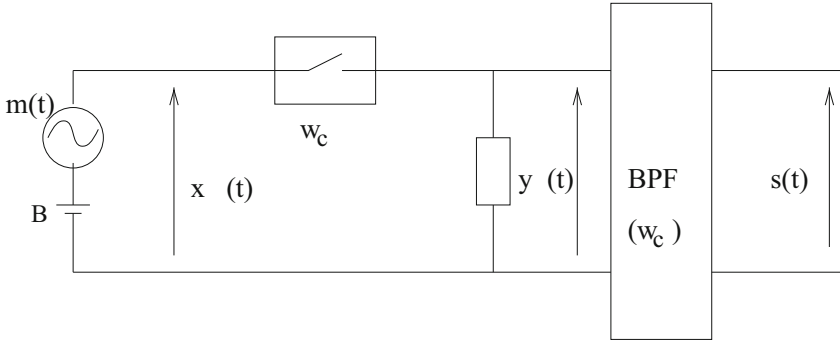 m(t)
B
x (t)
w_c
y (t)
BPF
(w_c )
s(t)